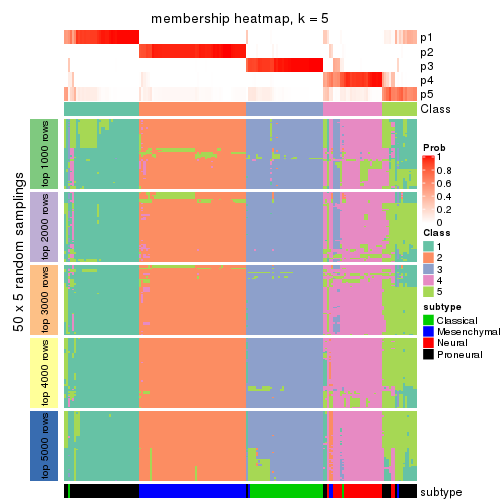 membership heatmap, k = 5
p1
p2
p3
p4
p5
Class
50 x 5 random samplings
top 1000 rows
top 2000 rows
top 3000 rows
top 4000 rows
top 5000 rows
Prob
1
0.8
0.6
0.4
0.2
0
Class
1
2
3
4
5
subtype
Classical
Mesenchymal
Neural
Proneural
subtype